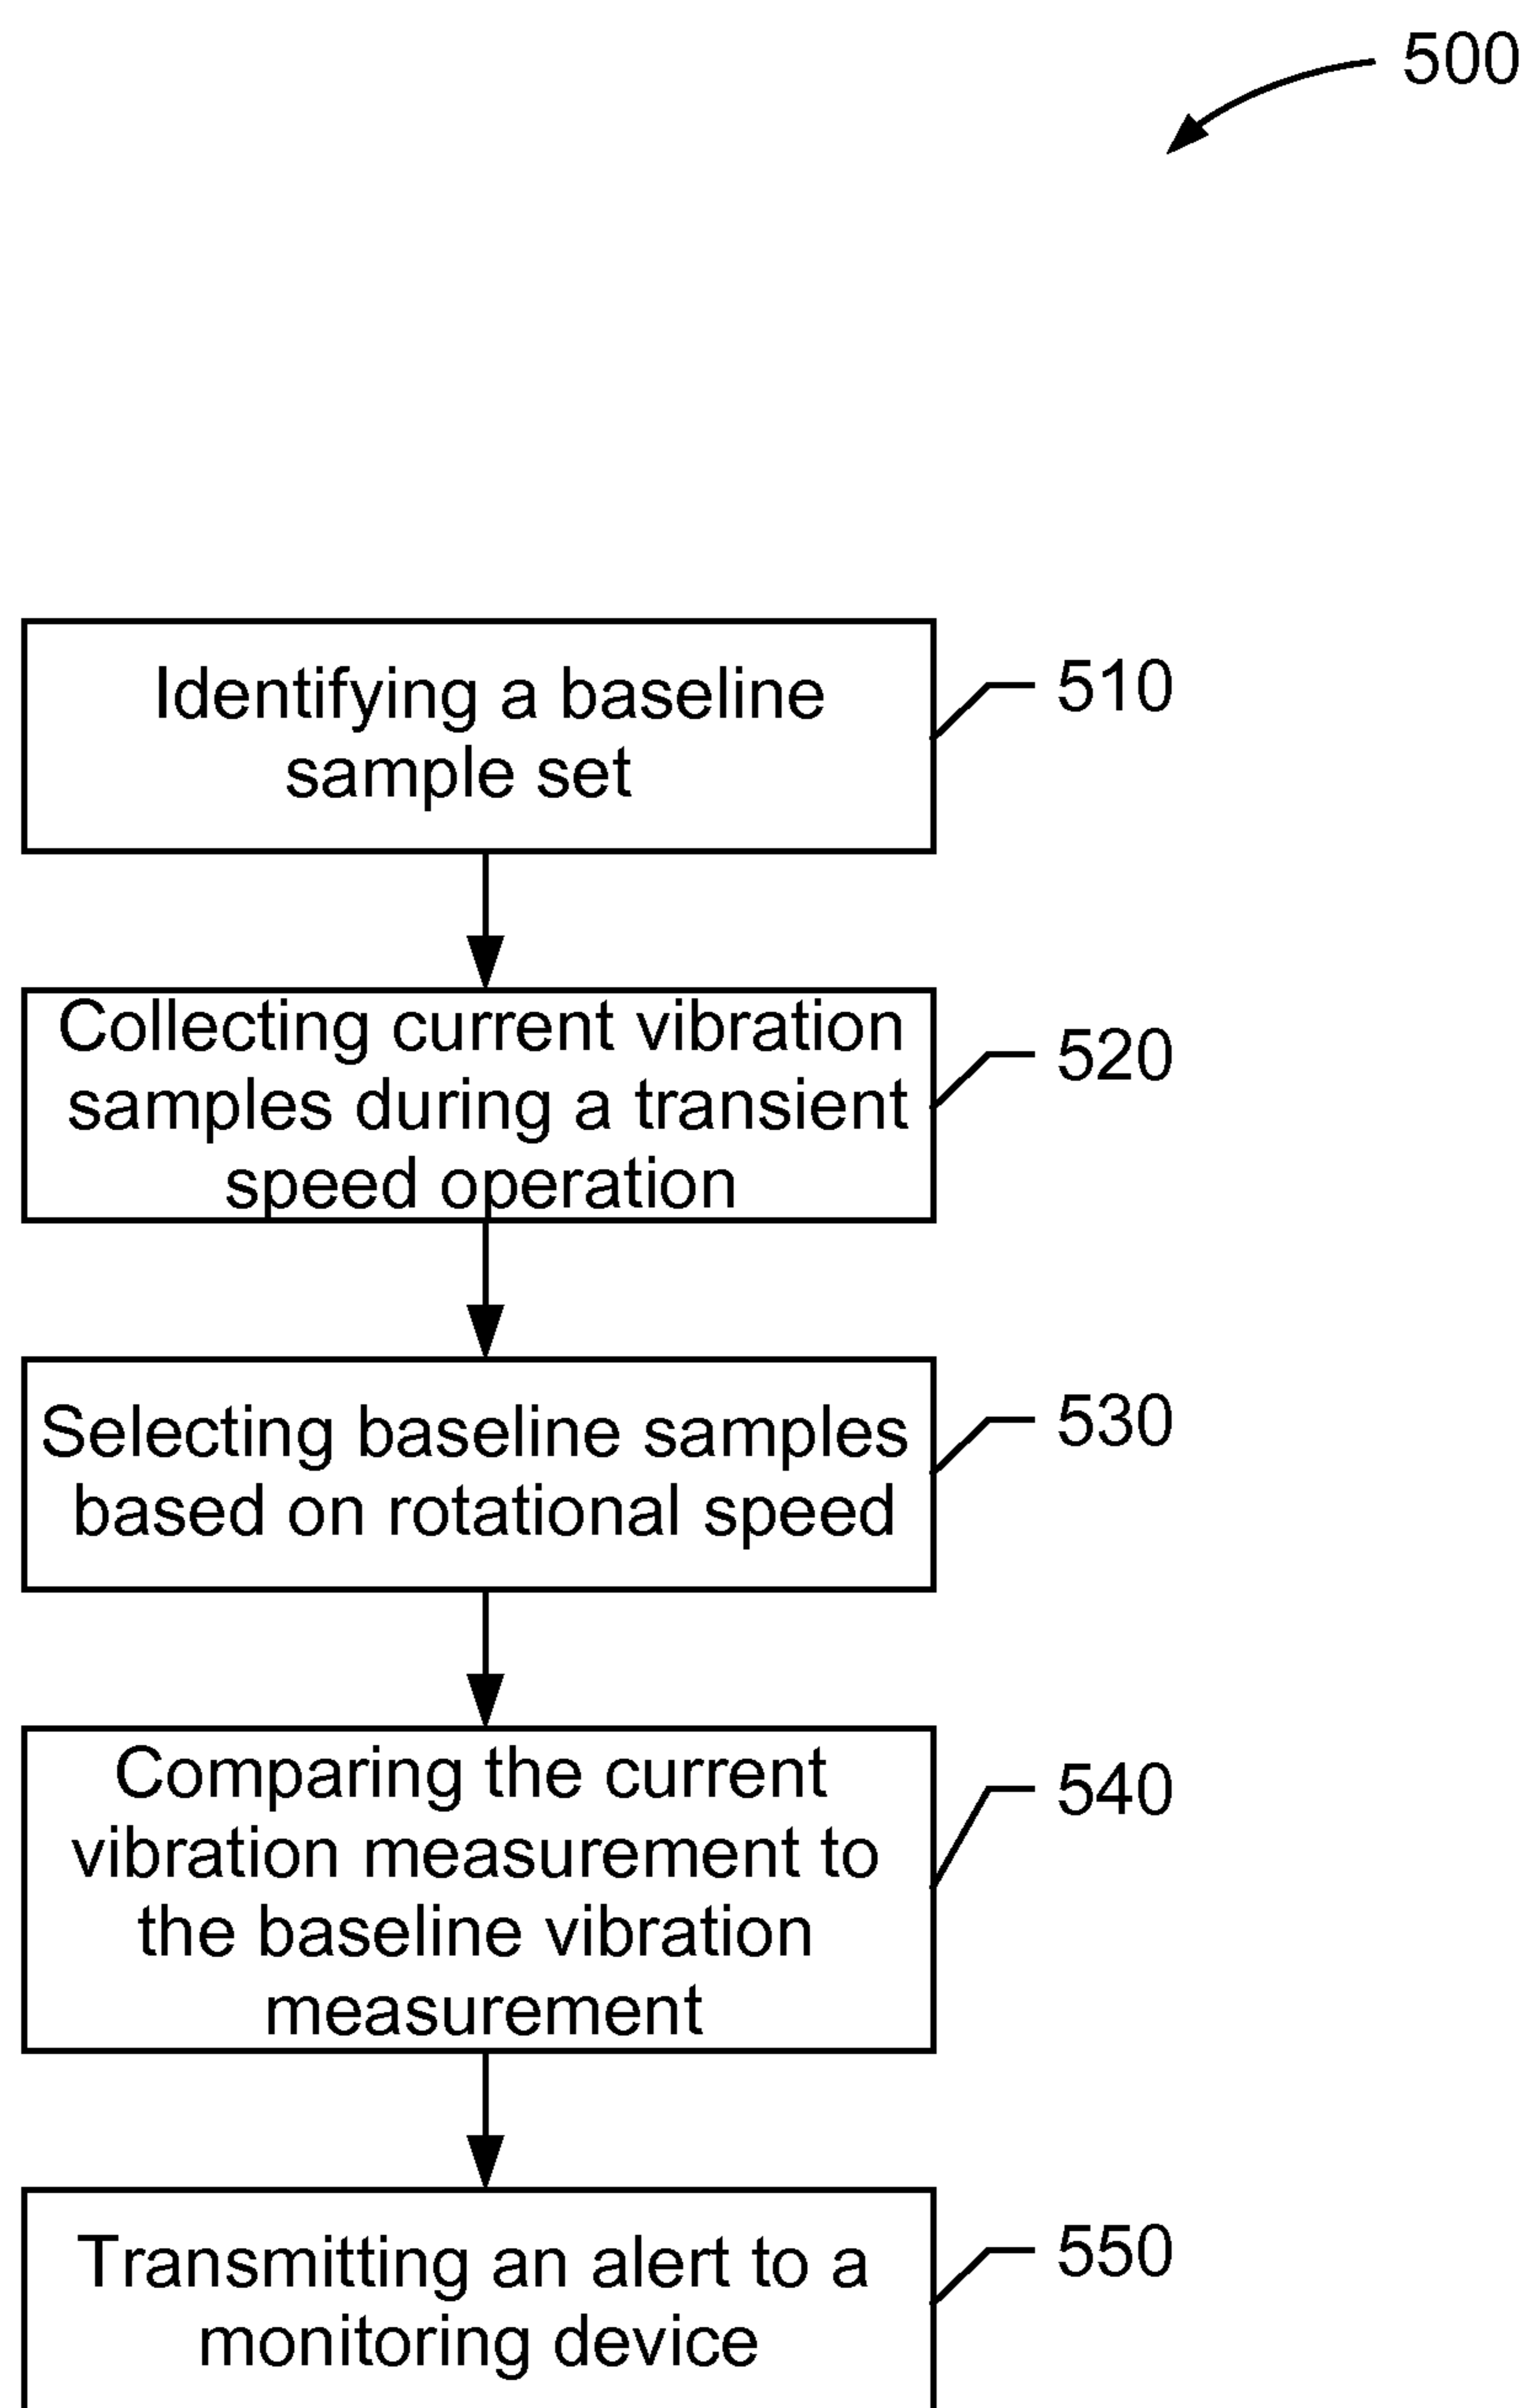 500
Identifying a baseline
sample set
510
Collecting current vibration
samples during a transient
speed operation
520
Selecting baseline samples
based on rotational speed
530
Comparing the current
vibration measurement to
the baseline vibration
measurement
540
Transmitting an alert to a
monitoring device
550